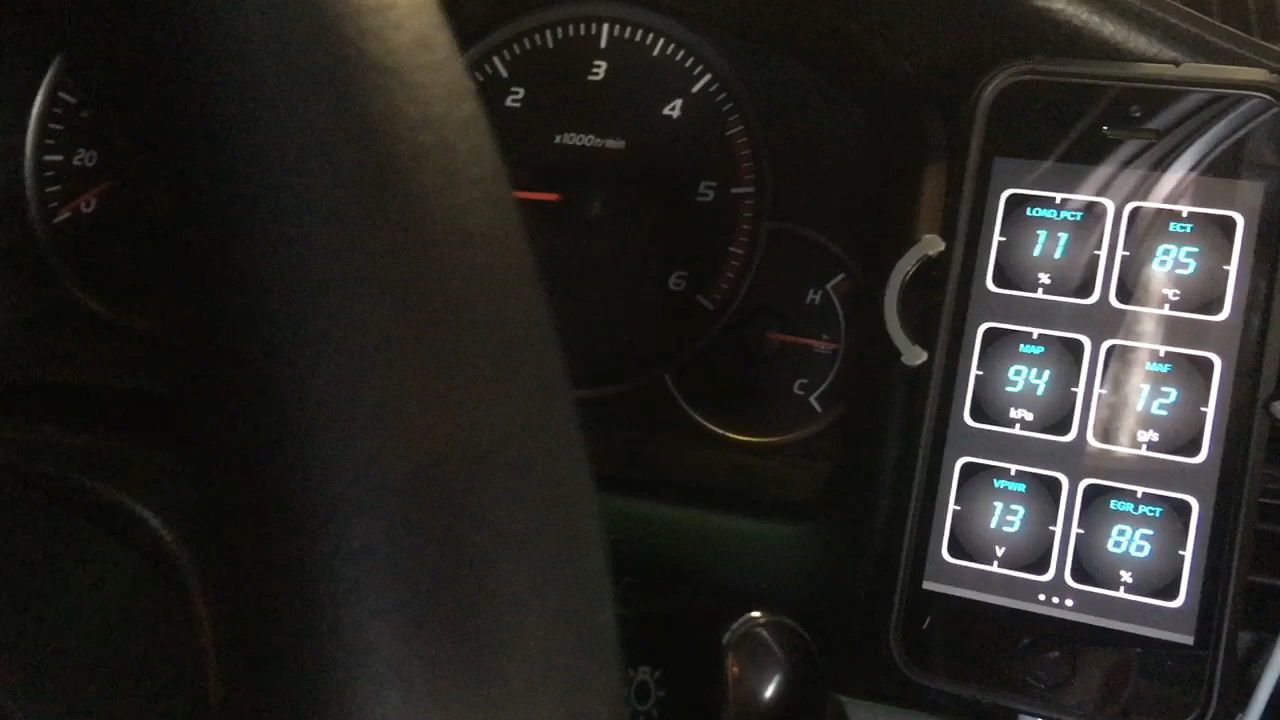 20
0
2
3
4
5
6
x1000r/min
H
C
LOAD_PCT
11
%
ECT
85
°C
MAP
94
kPa
MAF
12
g/s
VPWR
13
V
EGR_PCT
86
%